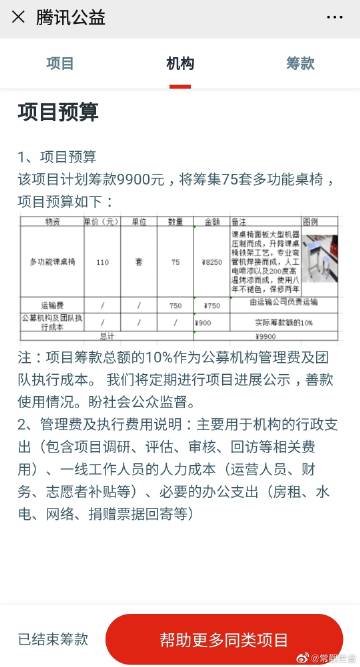 腾讯公益
项目 机构 筹款
项目预算
1、项目预算
该项目计划筹款9900元，将筹集75套多功能桌椅，
项目预算如下：
物资 单价（元） 单位 数量 金额 备注 图例
多功能课桌椅 110 套 75 ¥8250 课桌椅面板大型机器
压制而成，升降课桌
椅铁架工艺，专业弯
管机焊接而成，人工
电喷漆以及200度高
温烤漆而成，使用八
年不褪色，保修两年
运输费 / / 750 ¥750 由运输公司负责运输
公募机构及团队执
行成本 / / / ¥900 实际筹款额的10%
总计 ¥9900
注：项目筹款总额的10%作为公募机构管理费及团
队执行成本。 我们将定期进行项目进展公示，善款
使用情况。盼社会公众监督。
2、管理费及执行费用说明：主要用于机构的行政支
出（包含项目调研、评估、审核、回访等相关费
用）、一线工作人员的人力成本（运营人员、财
务、志愿者补贴等）、必要的办公支出（房租、水
电、网络、捐赠票据回寄等）
已结束筹款 帮助更多同类项目